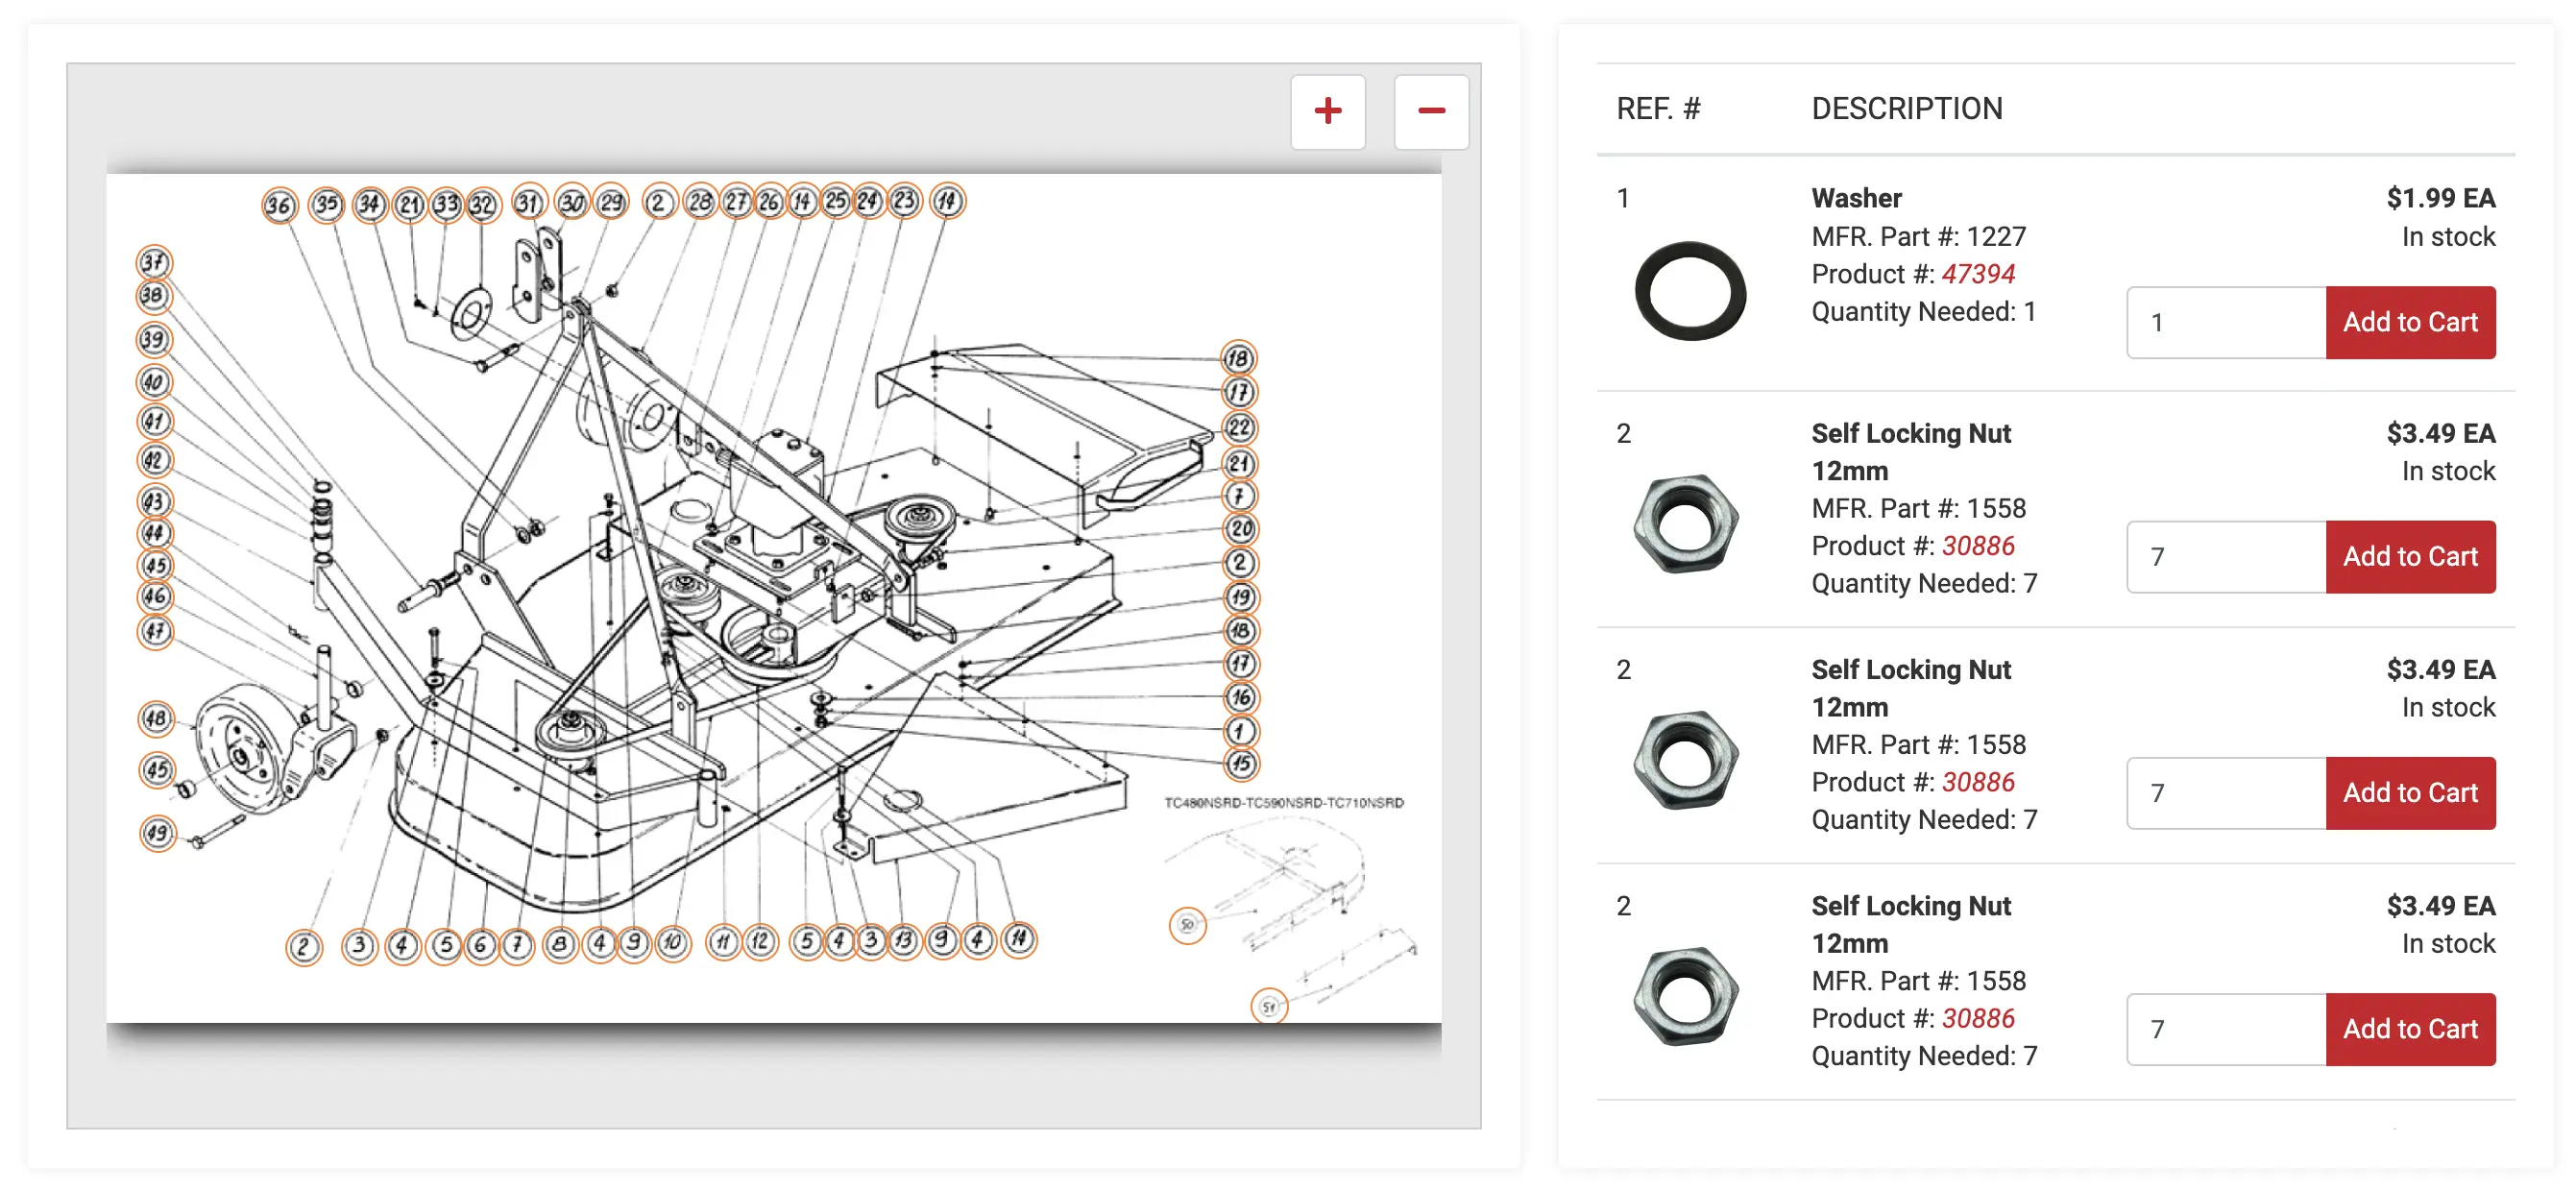 + −
36 35 34 21 33 32 31 30 29 2 28 27 26 14 25 24 23 14
37
38
39
40
41
42
43
44
45
46
47
48
45
49
18
17
22
21
7
20
2
19
18
17
16
1
15
TC480NSRD-TC590NSRD-TC710NSRD
50
51
2 3 4 5 6 7 8 4 9 10 11 12 5 4 3 13 9 4 14
REF. # DESCRIPTION
1 Washer $1.99 EA
MFR. Part #: 1227 In stock
Product #: 47394
Quantity Needed: 1
1 Add to Cart
2 Self Locking Nut $3.49 EA
12mm In stock
MFR. Part #: 1558
Product #: 30886
Quantity Needed: 7
7 Add to Cart
2 Self Locking Nut $3.49 EA
12mm In stock
MFR. Part #: 1558
Product #: 30886
Quantity Needed: 7
7 Add to Cart
2 Self Locking Nut $3.49 EA
12mm In stock
MFR. Part #: 1558
Product #: 30886
Quantity Needed: 7
7 Add to Cart